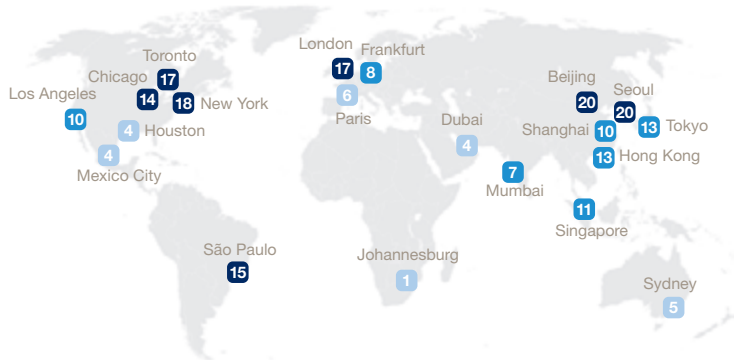 London
Frankfurt
Toronto
17
8
Chicago
17
Beijing
Seoul
Los Angeles
14
18
New York
6
20
20
10
4
Houston
Paris
Dubai
Shanghai
10
13
Tokyo
4
4
13
Hong Kong
Mexico City
7
Mumbai
11
Singapore
São Paulo
Johannesburg
15
1
Sydney
5